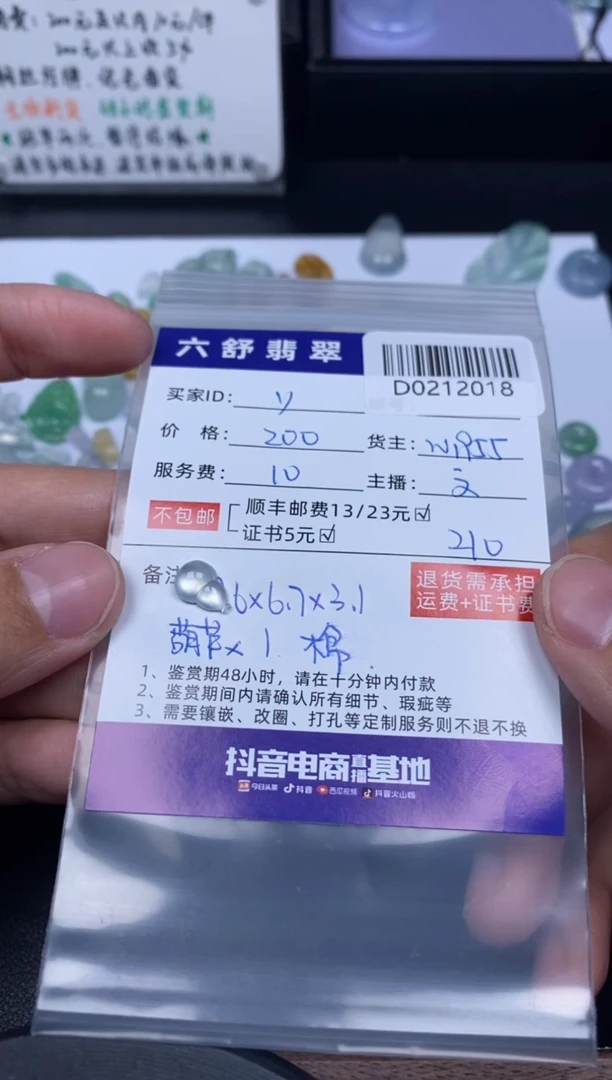 六舒翡翠
D0212018
买家ID: y
价 格: 200 货主:
服务费: 10 主播: 文
不包邮 顺丰邮费13/23元☑
证书5元☑ 210
备注 6x6.7x3.1
退货需承担
运费+证书费
葫芦x1 棉
1、鉴赏期48小时，请在十分钟内付款
2、鉴赏期间内请确认所有细节、瑕疵等
3、需要镶嵌、改圈、打孔等定制服务则不退不换
抖音电商直播基地
今日头条 抖音 西瓜视频 抖音火山版